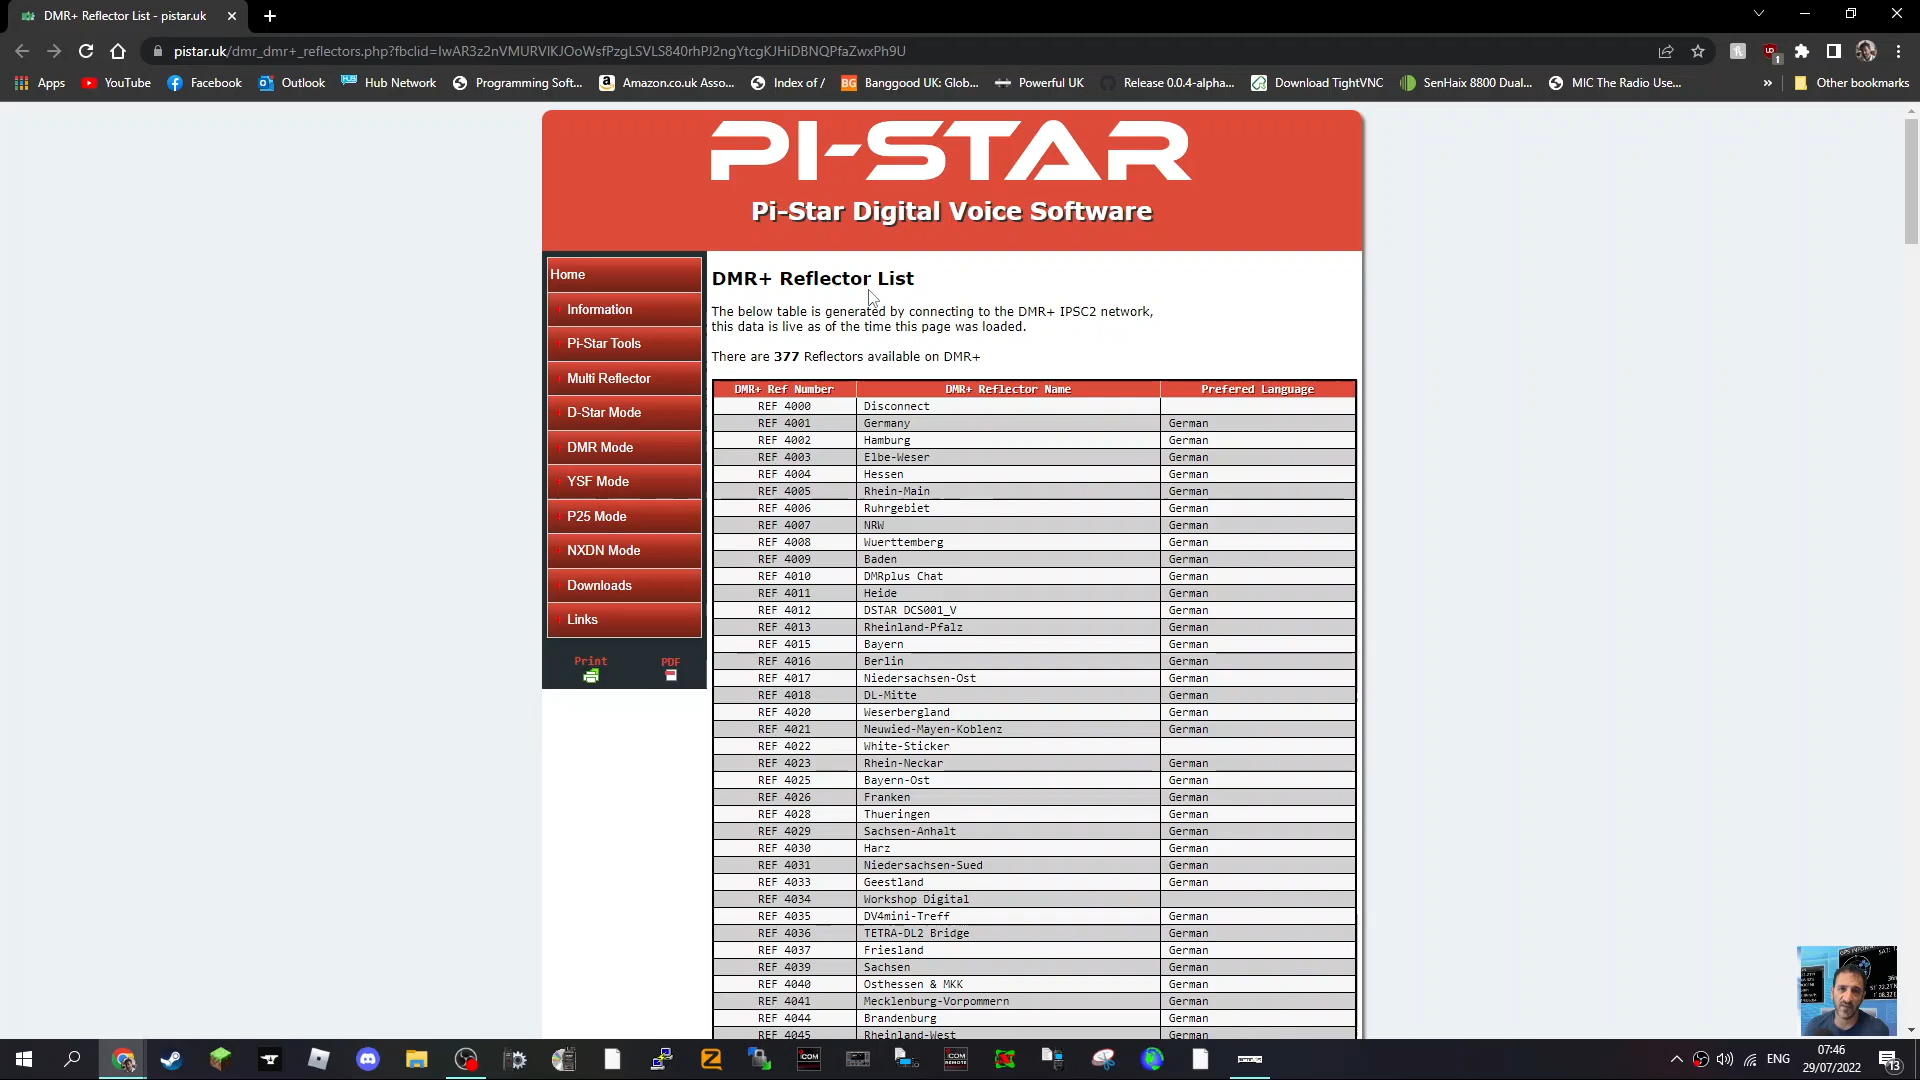 DMR+ Reflector List - pistar.uk
pistar.uk/dmr_dmr+_reflectors.php?fbclid=IwAR3z2nVMURVIKJOoWsfPzgLSVLS840rhPJ2ngYtcgKJHiDBNQPfaZwxPh9U
Apps YouTube Facebook Outlook Hub Network Programming Soft... Amazon.co.uk Asso... Index of / Banggood UK: Glob... Powerful UK Release 0.0.4-alpha... Download TightVNC SenHaix 8800 Dual... MIC The Radio Use... » Other bookmarks
PI-STAR
Pi-Star Digital Voice Software
Home
Information
Pi-Star Tools
Multi Reflector
D-Star Mode
DMR Mode
YSF Mode
P25 Mode
NXDN Mode
Downloads
Links
Print PDF
DMR+ Reflector List
The below table is generated by connecting to the DMR+ IPSC2 network,
this data is live as of the time this page was loaded.
There are 377 Reflectors available on DMR+
DMR+ Ref Number DMR+ Reflector Name Prefered Language
REF 4000 Disconnect
REF 4001 Germany German
REF 4002 Hamburg German
REF 4003 Elbe-Weser German
REF 4004 Hessen German
REF 4005 Rhein-Main German
REF 4006 Ruhrgebiet German
REF 4007 NRW German
REF 4008 Wuerttemberg German
REF 4009 Baden German
REF 4010 DMRplus Chat German
REF 4011 Heide German
REF 4012 DSTAR DCS001_V German
REF 4013 Rheinland-Pfalz German
REF 4015 Bayern German
REF 4016 Berlin German
REF 4017 Niedersachsen-Ost German
REF 4018 DL-Mitte German
REF 4020 Weserbergland German
REF 4021 Neuwied-Mayen-Koblenz German
REF 4022 White-Sticker
REF 4023 Rhein-Neckar German
REF 4025 Bayern-Ost German
REF 4026 Franken German
REF 4028 Thueringen German
REF 4029 Sachsen-Anhalt German
REF 4030 Harz German
REF 4031 Niedersachsen-Sued German
REF 4033 Geestland German
REF 4034 Workshop Digital
REF 4035 DV4mini-Treff German
REF 4036 TETRA-DL2 Bridge German
REF 4037 Friesland German
REF 4039 Sachsen German
REF 4040 Osthessen & MKK German
REF 4041 Mecklenburg-Vorpommern German
REF 4044 Brandenburg German
REF 4045 Rheinland-West German
ENG
07:46
29/07/2022
13